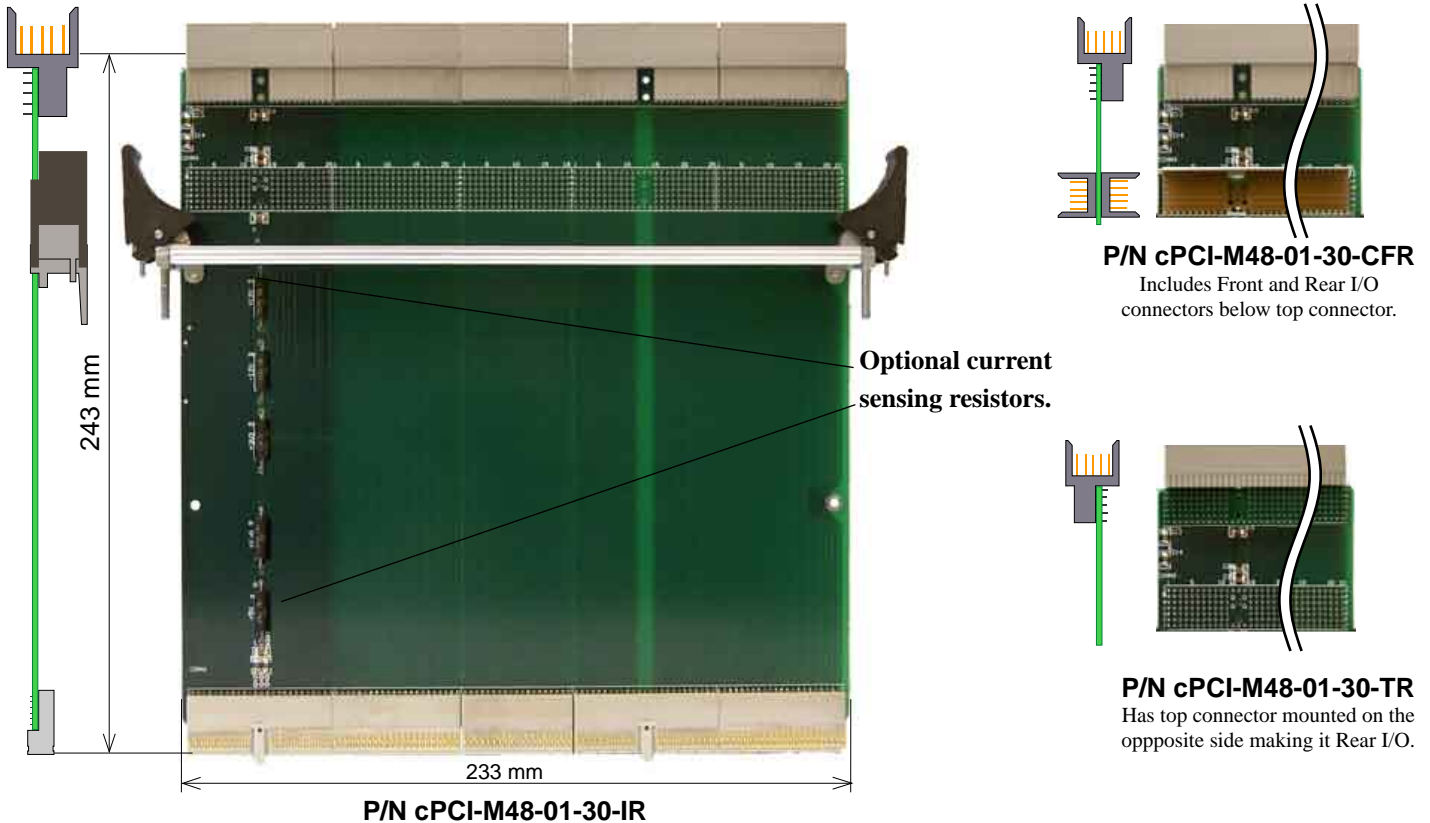 243 mm
233 mm
P/N cPCI-M48-01-30-IR
Optional current
sensing resistors.
P/N cPCI-M48-01-30-CFR
Includes Front and Rear I/O
connectors below top connector.
P/N cPCI-M48-01-30-TR
Has top connector mounted on the
oppposite side making it Rear I/O.